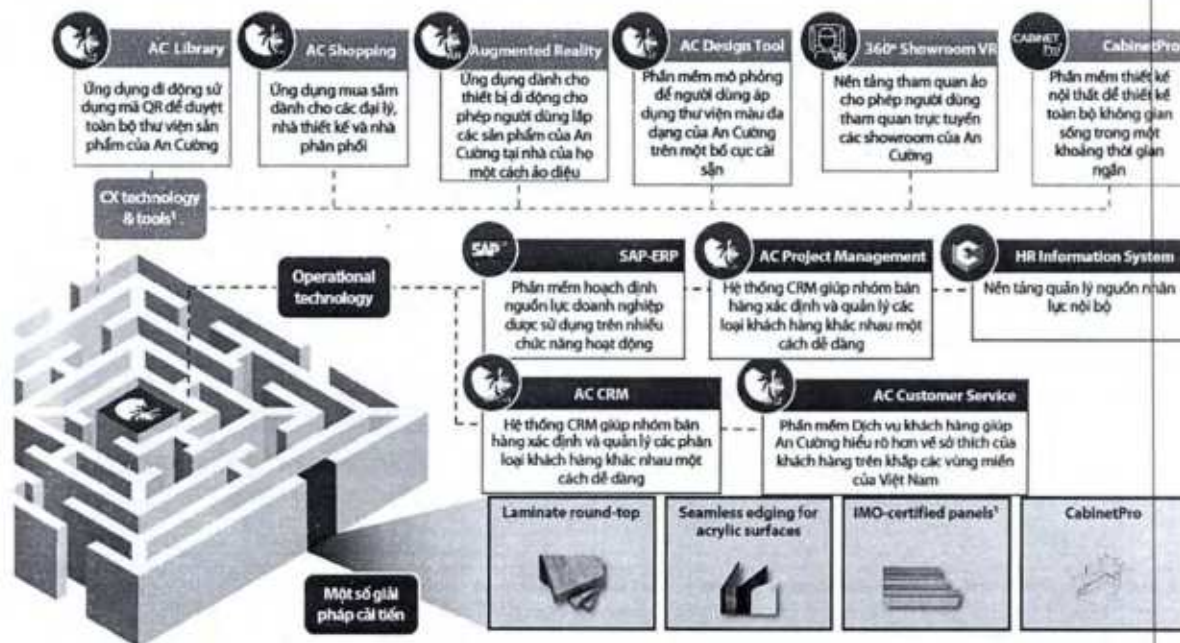 AC Library
Ứng dụng di động sử
dụng mã QR để duyệt
toàn bộ thư viện sản
phẩm của An Cường
AC Shopping
Ứng dụng mua sắm
dành cho các đại lý,
nhà thiết kế và nhà
phân phối
Augmented Reality
Ứng dụng dành cho
thiết bị di động cho
phép người dùng lắp
các sản phẩm của An
Cường tại nhà của họ
một cách ảo diệu
AC Design Tool
Phần mềm mô phỏng
để người dùng áp
dụng thư viện màu đa
dạng của An Cường
trên một bố cục cài
sẵn
VR
360° Showroom VR
Nền tảng tham quan ảo
cho phép người dùng
tham quan trực tuyến
các showroom của An
Cường
CABINET
Pro
CabinetPro
Phần mềm thiết kế
nội thất để thiết kế
toàn bộ không gian
sống trong một
khoảng thời gian
ngắn
CX technology
& tools¹
Operational
technology
SAP
SAP-ERP
Phần mềm hoạch định
nguồn lực doanh nghiệp
được sử dụng trên nhiều
chức năng hoạt động
AC Project Management
Hệ thống CRM giúp nhóm bán
hàng xác định và quản lý các
loại khách hàng khác nhau một
cách dễ dàng
HR Information System
Nền tảng quản lý nguồn nhân
lực nội bộ
AC CRM
Hệ thống CRM giúp nhóm bán
hàng xác định và quản lý các phân
loại khách hàng khác nhau một
cách dễ dàng
AC Customer Service
Phần mềm Dịch vụ khách hàng giúp
An Cường hiểu rõ hơn về sở thích của
khách hàng trên khắp các vùng miền
của Việt Nam
Một số giải
pháp cải tiến
Laminate round-top
Seamless edging for
acrylic surfaces
IMO-certified panels¹
CabinetPro